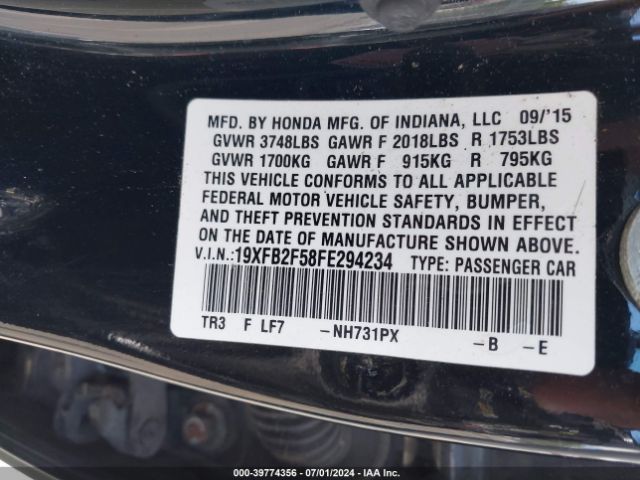 MFD. BY HONDA MFG. OF INDIANA, LLC 09/'15
GVWR 3748LBS GAWR F 2018LBS R 1753LBS
GVWR 1700KG GAWR F 915KG R 795KG
THIS VEHICLE CONFORMS TO ALL APPLICABLE
FEDERAL MOTOR VEHICLE SAFETY, BUMPER,
AND THEFT PREVENTION STANDARDS IN EFFECT
ON THE DATE OF MANUFACTURE SHOWN ABOVE.
V.I.N.:19XFB2F58FE294234 TYPE: PASSENGER CAR
TR3 F LF7 -NH731PX -B -E
000-39774356 - 07/01/2024 - IAA Inc.